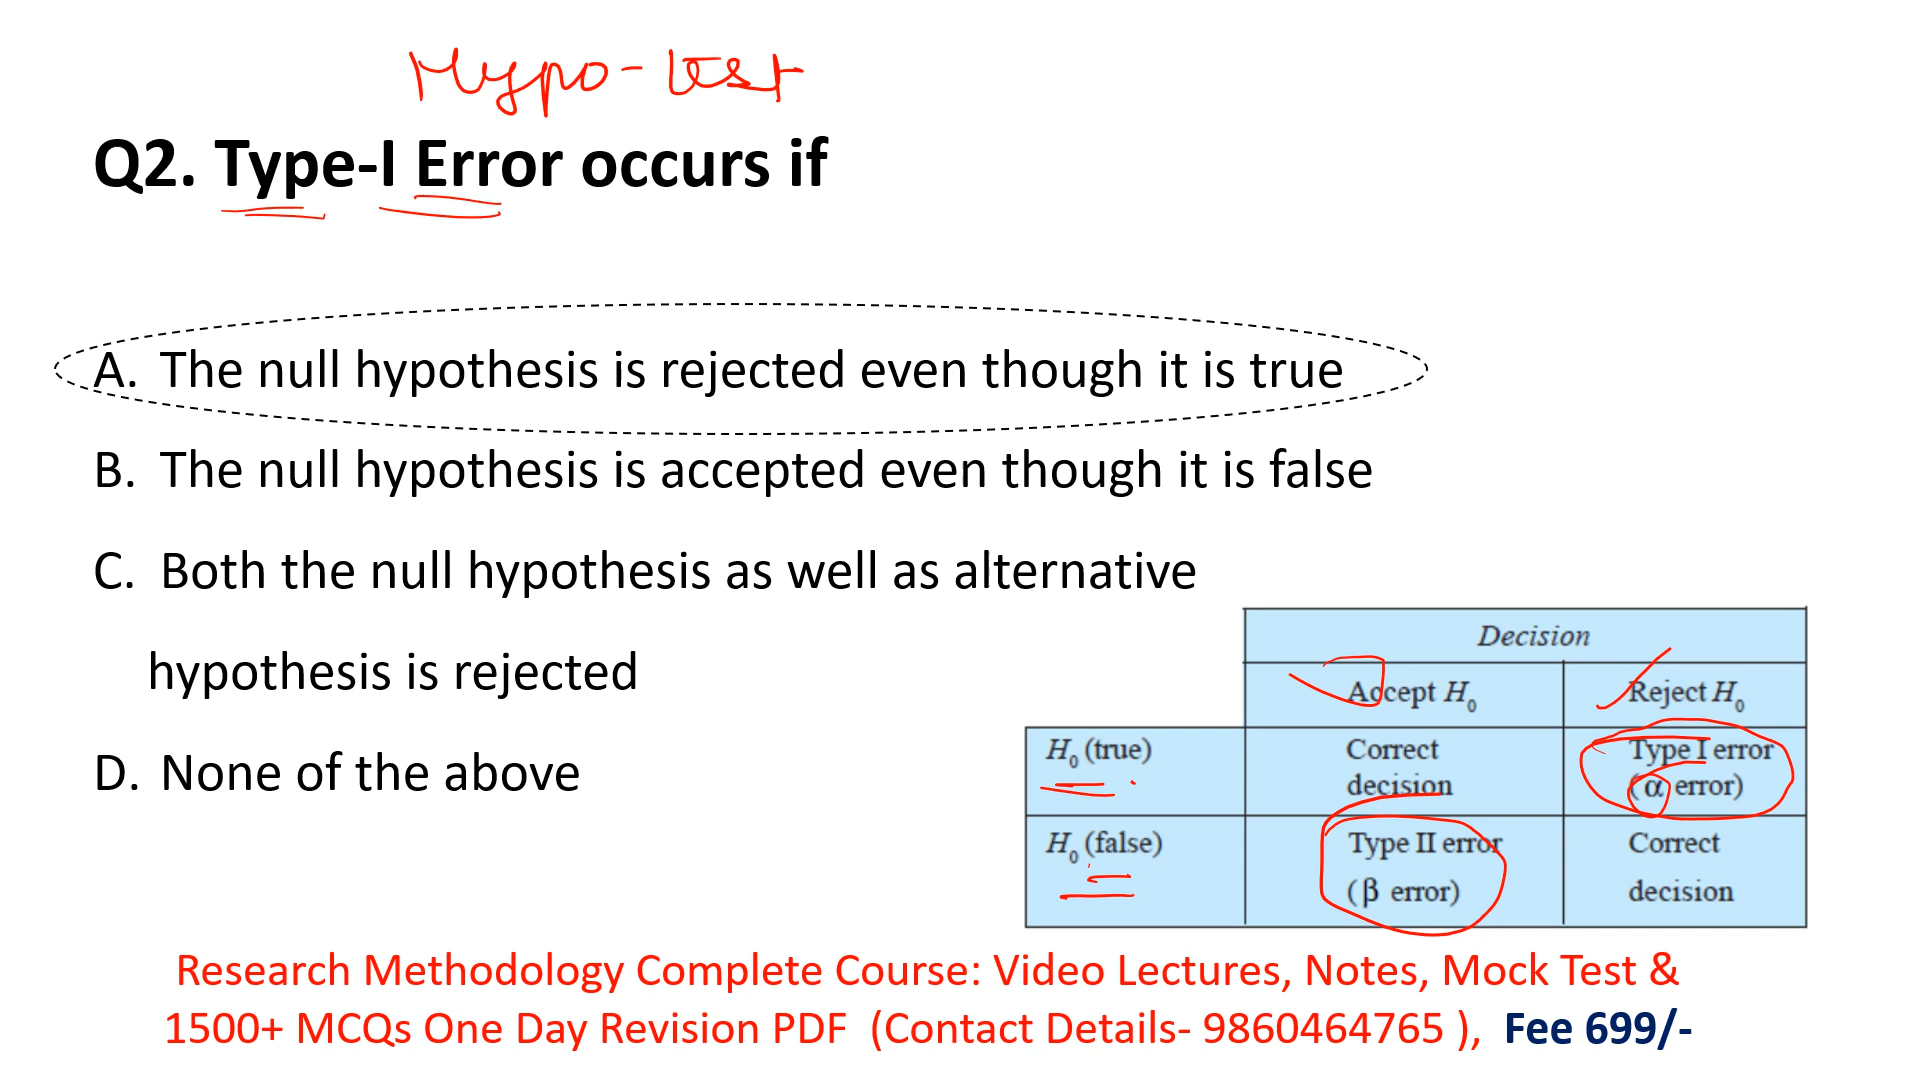 Hypo-test
Q2. Type-I Error occurs if
A. The null hypothesis is rejected even though it is true
B. The null hypothesis is accepted even though it is false
C. Both the null hypothesis as well as alternative
hypothesis is rejected
D. None of the above
Decision
Accept H₀ Reject H₀
H₀ (true) Correct decision Type I error (α error)
H₀ (false) Type II error (β error) Correct decision
Research Methodology Complete Course: Video Lectures, Notes, Mock Test &
1500+ MCQs One Day Revision PDF (Contact Details- 9860464765 ), Fee 699/-